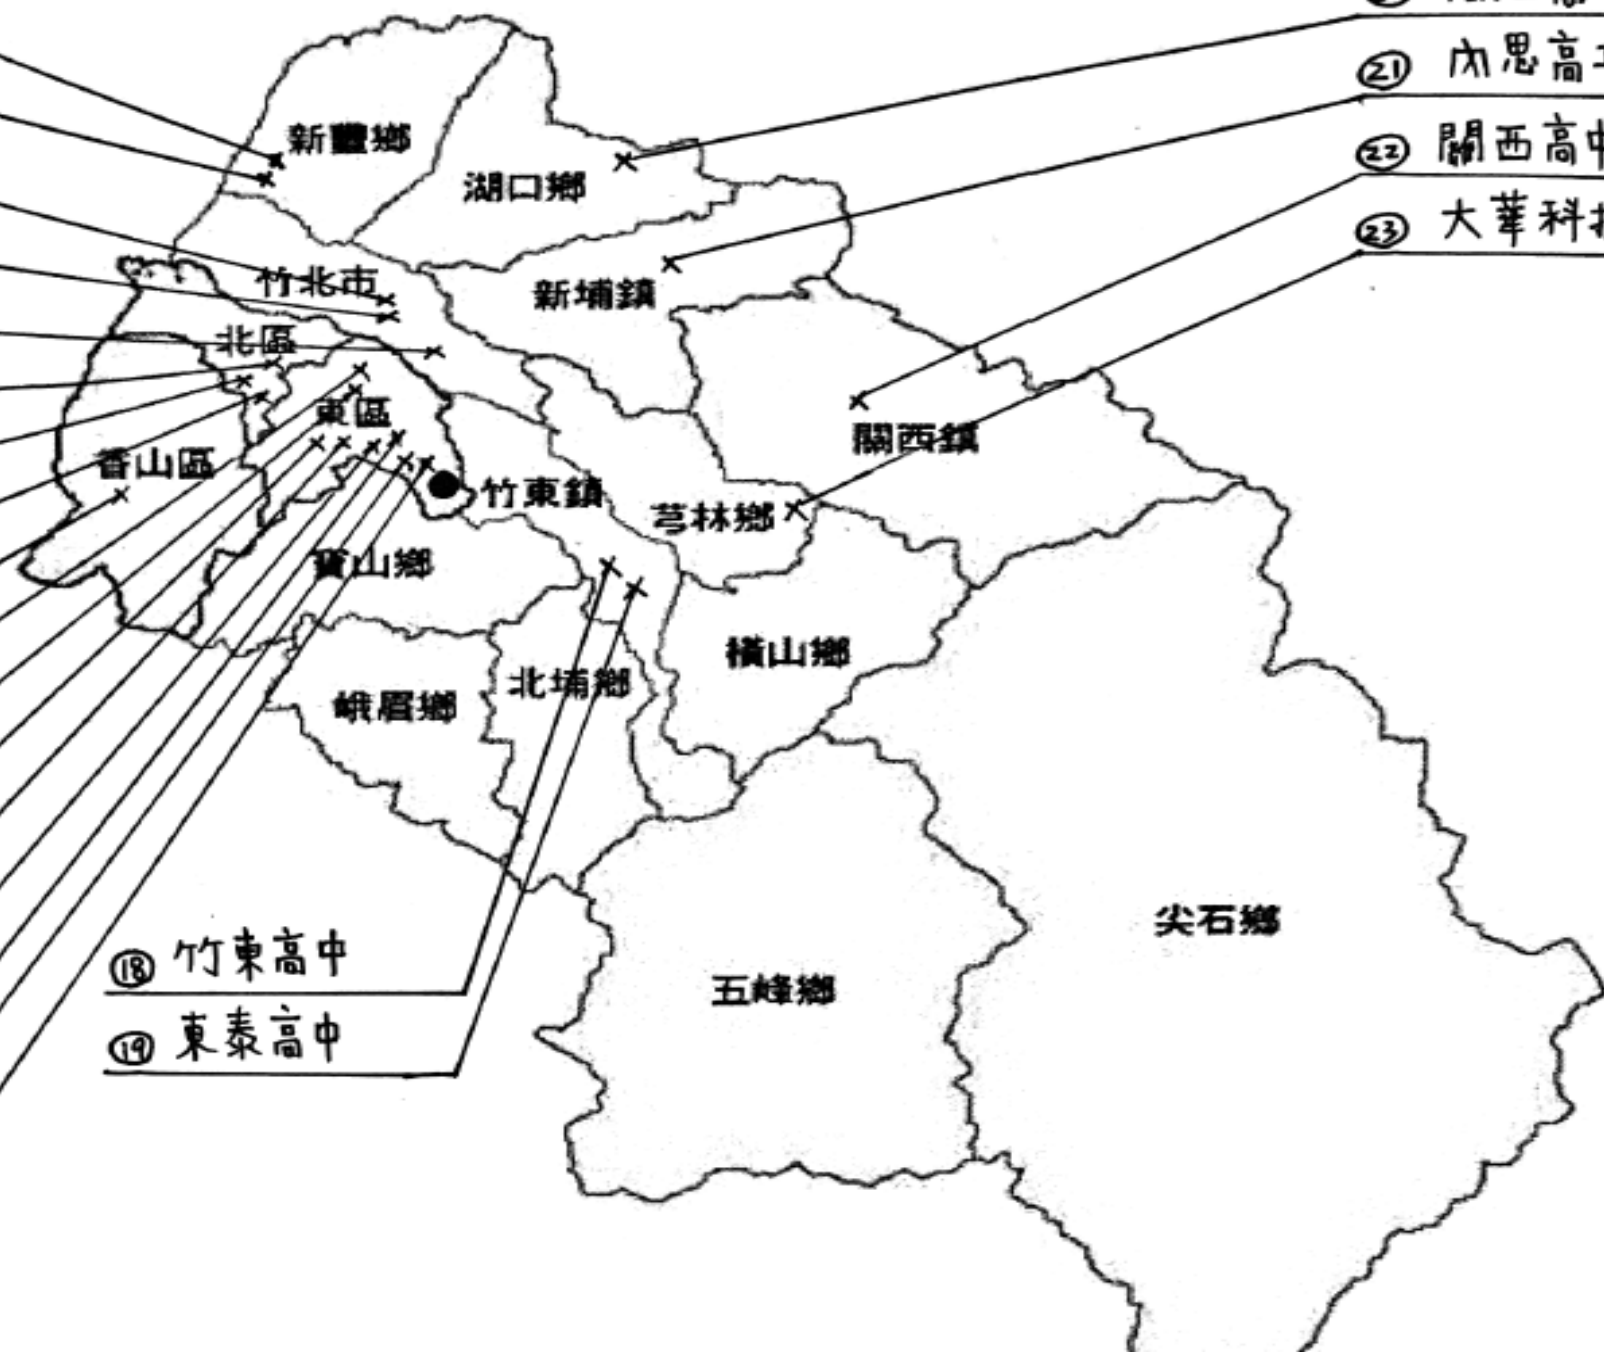 ㉑ 內思高
㉒ 關西高中
㉓ 大華科技
新豐鄉
湖口鄉
竹北市
新埔鎮
北區
東區
關西鎮
香山區
竹東鎮
芎林鄉
寶山鄉
橫山鄉
北埔鄉
峨眉鄉
尖石鄉
⑱ 竹東高中
五峰鄉
⑲ 東泰高中